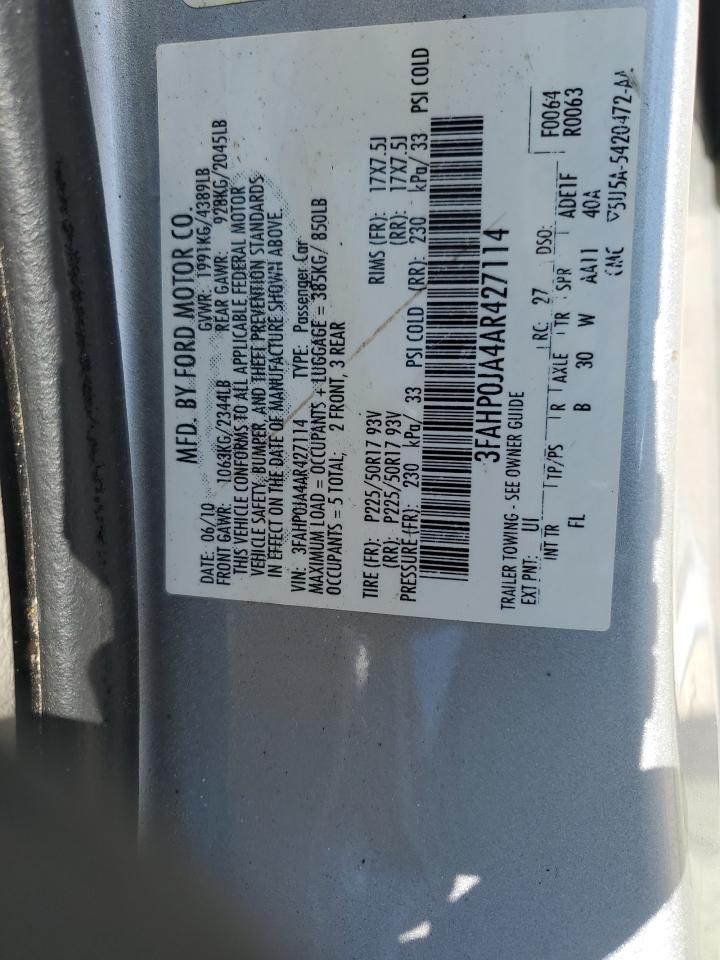 MFD. BY FORD MOTOR CO.
DATE: 06/10 GVWR: 1991KG/4389LB
FRONT GAWR: 1063KG/2344LB REAR GAWR: 928KG/2045LB
THIS VEHICLE CONFORMS TO ALL APPLICABLE FEDERAL MOTOR
VEHICLE SAFETY, BUMPER, AND THEFT PREVENTION STANDARDS
IN EFFECT ON THE DATE OF MANUFACTURE SHOWN ABOVE.
VIN: 3FAHP0JA4AR427114 TYPE: Passenger Car
MAXIMUM LOAD = OCCUPANTS + LUGGAGE = 385KG/ 850LB
OCCUPANTS = 5 TOTAL; 2 FRONT, 3 REAR
TIRE (FR): P225/50R17 93V RIMS (FR): 17X7.5J
(RR): P225/50R17 93V (RR): 17X7.5J
PRESSURE (FR): 230 kPa/ 33 PSI COLD (RR): 230 kPa/ 33 PSI COLD
3FAHP0JA4AR427114
TRAILER TOWING - SEE OWNER GUIDE
EXT PNT: UI RC: 27 DSO: F0064
R0063
INT TR TP/PS R AXLE TR SPR ADE1F
FL B 30 W AA11 40A
5U5A-5420472-AA